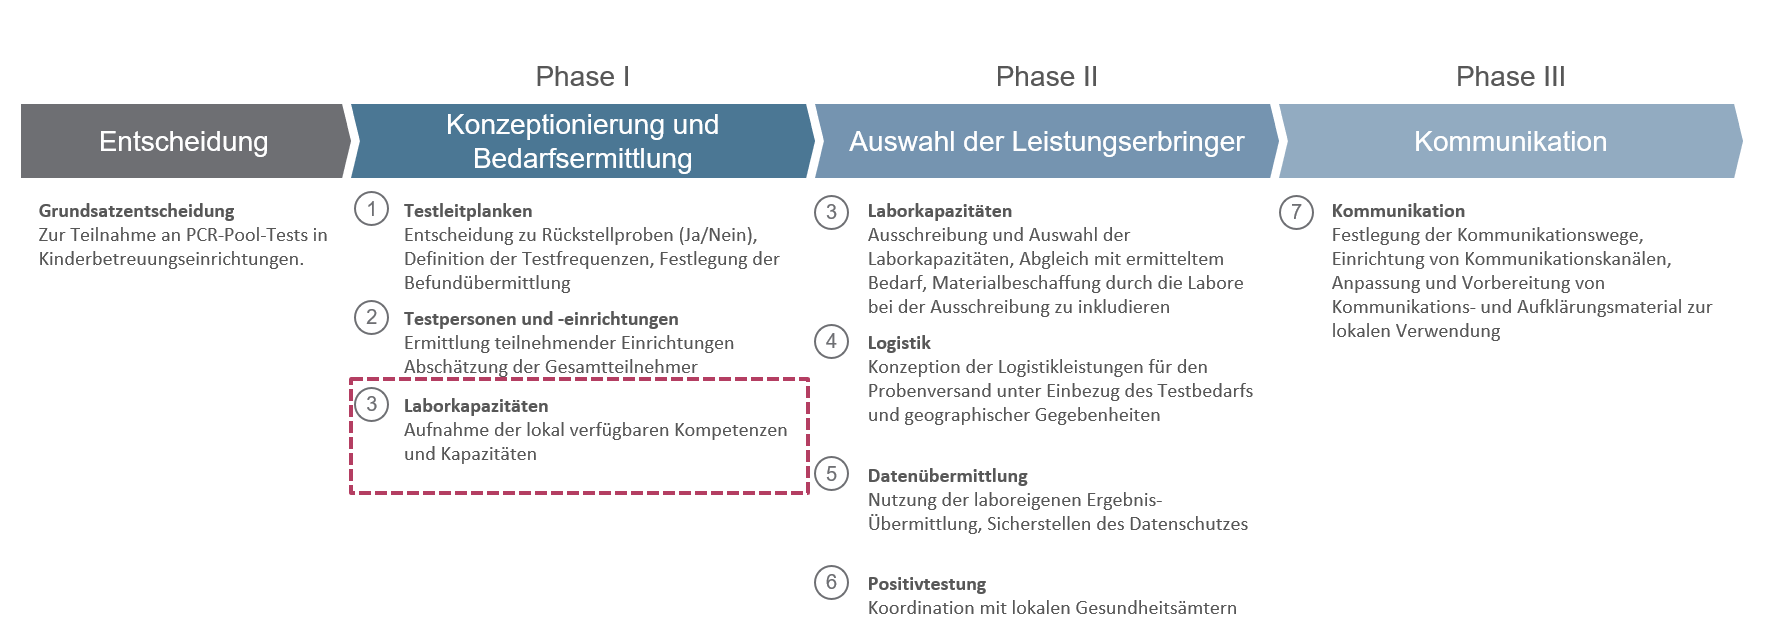 Phase I
Phase II
Phase III
Entscheidung
Konzeptionierung und
Bedarfsermittlung
Auswahl der Leistungserbringer
Kommunikation
Grundsatzentscheidung
Zur Teilnahme an PCR-Pool-Tests in
Kinderbetreuungseinrichtungen.
1
Testleitplanken
Entscheidung zu Rückstellproben (Ja/Nein),
Definition der Testfrequenzen, Festlegung der
Befundübermittlung
2
Testpersonen und -einrichtungen
Ermittlung teilnehmender Einrichtungen
Abschätzung der Gesamtteilnehmer
3
Laborkapazitäten
Aufnahme der lokal verfügbaren Kompetenzen
und Kapazitäten
3
Laborkapazitäten
Ausschreibung und Auswahl der
Laborkapazitäten, Abgleich mit ermitteltem
Bedarf, Materialbeschaffung durch die Labore
bei der Ausschreibung zu inkludieren
4
Logistik
Konzeption der Logistikleistungen für den
Probenversand unter Einbezug des Testbedarfs
und geographischer Gegebenheiten
5
Datenübermittlung
Nutzung der laboreigenen Ergebnis-
Übermittlung, Sicherstellen des Datenschutzes
6
Positivtestung
Koordination mit lokalen Gesundheitsämtern
7
Kommunikation
Festlegung der Kommunikationswege,
Einrichtung von Kommunikationskanälen,
Anpassung und Vorbereitung von
Kommunikations- und Aufklärungsmaterial zur
lokalen Verwendung